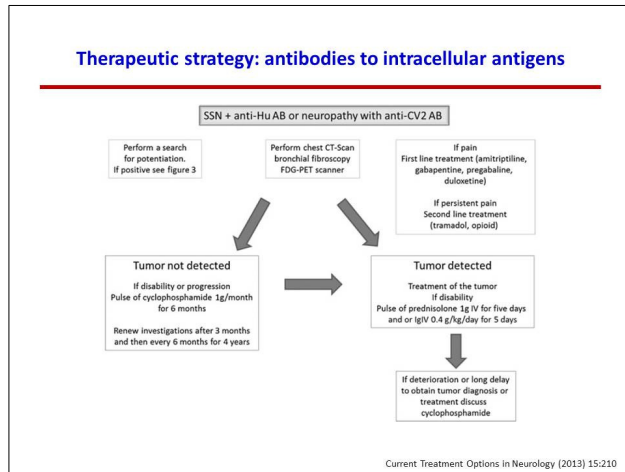 Therapeutic strategy: antibodies to intracellular antigens
SSN + anti-Hu AB or neuropathy with anti-CV2 AB
Perform a search
for potentiation.
If positive see figure 3
Perform chest CT-Scan
bronchial fibroscopy
FDG-PET scanner
If pain
First line treatment (amitriptiline,
gabapentine, pregabaline,
duloxetine)
If persistent pain
Second line treatment
(tramadol, opioid)
Tumor not detected
If disability or progression
Pulse of cyclophosphamide 1g/month
for 6 months
Renew investigations after 3 months
and then every 6 months for 4 years
Tumor detected
Treatment of the tumor
If disability
Pulse of prednisolone 1g IV for five days
and or IgIV 0.4 g/kg/day for 5 days
If deterioration or long delay
to obtain tumor diagnosis or
treatment discuss
cyclophosphamide
Current Treatment Options in Neurology (2013) 15:210